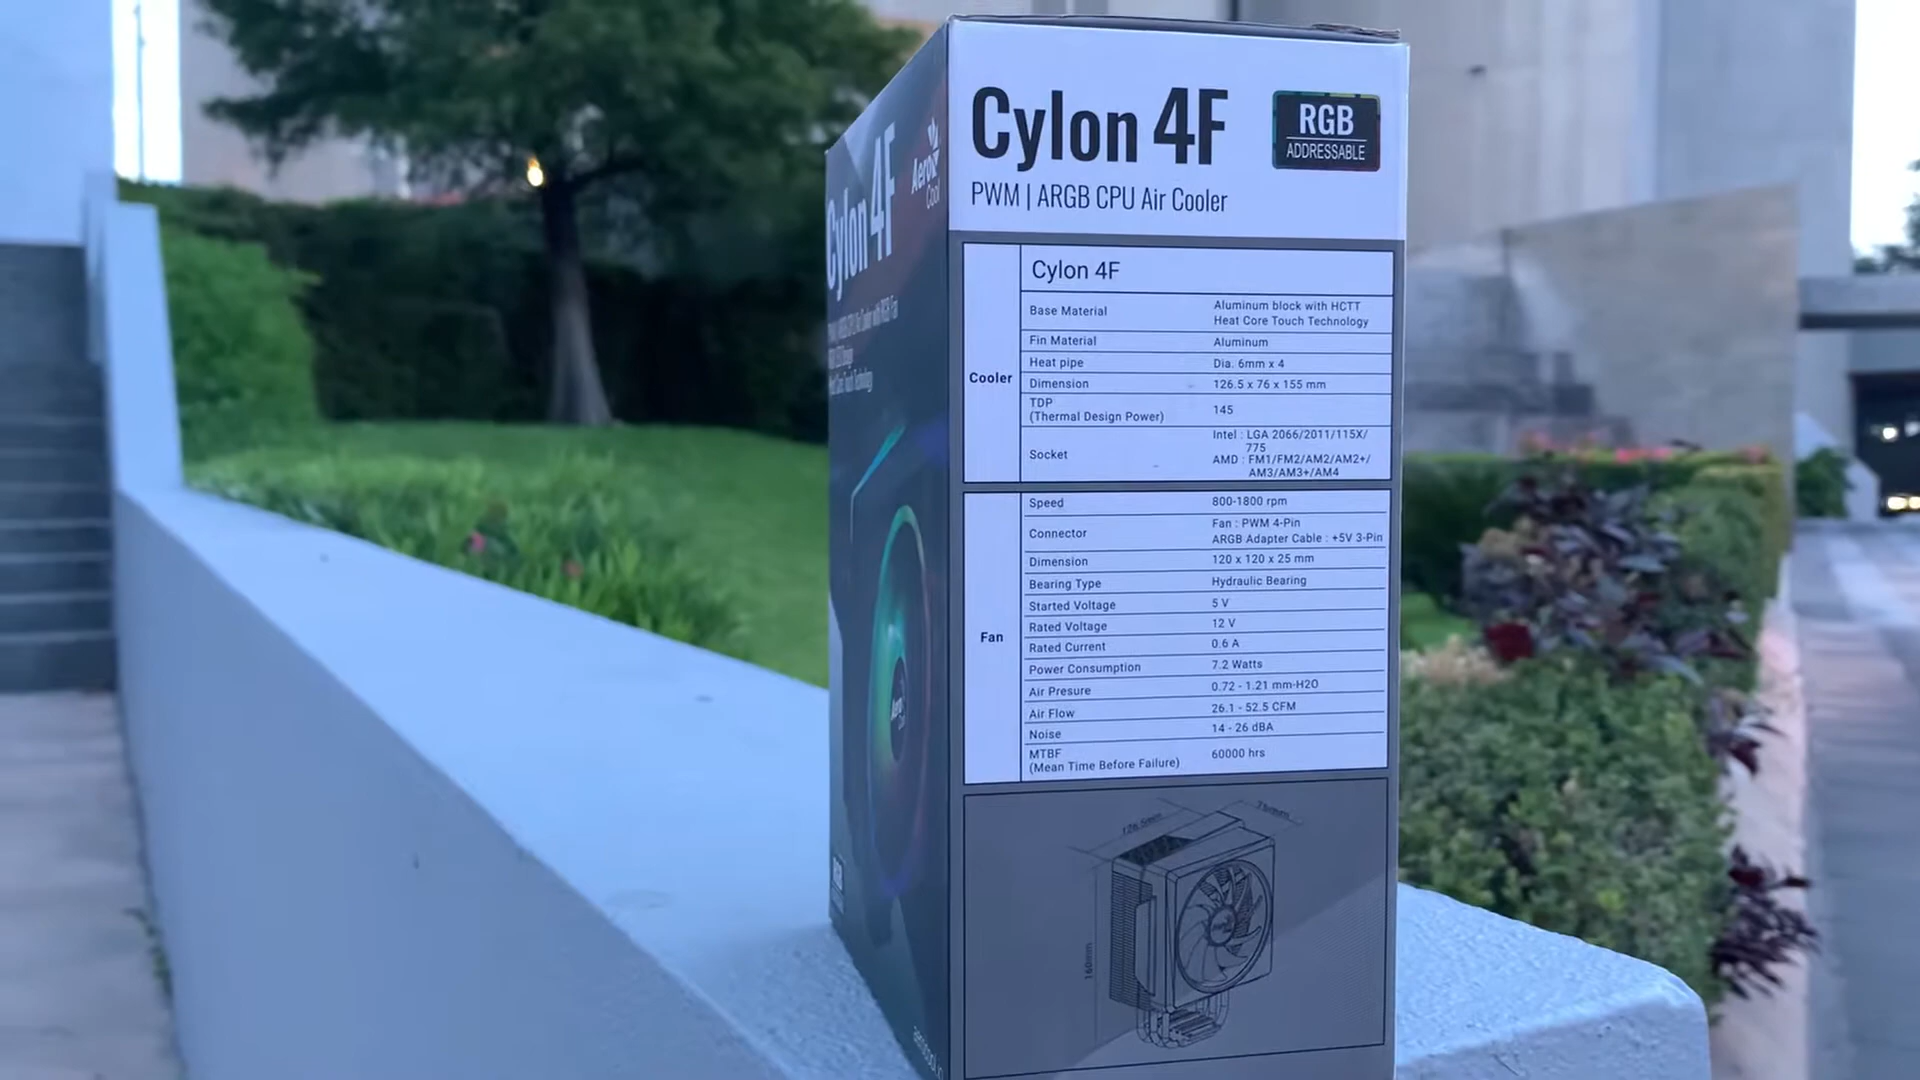 Cylon 4F
RGB
ADDRESSABLE
PWM | ARGB CPU Air Cooler
Cooler
Cylon 4F
Base Material Aluminum block with HCTT
Heat Core Touch Technology
Fin Material Aluminum
Heat pipe Dia. 6mm x 4
Dimension 126.5 x 76 x 155 mm
TDP
(Thermal Design Power) 145
Socket Intel : LGA 2066/2011/115X/
775
AMD : FM1/FM2/AM2/AM2+/
AM3/AM3+/AM4
Fan
Speed 800-1800 rpm
Connector Fan : PWM 4-Pin
ARGB Adapter Cable : +5V 3-Pin
Dimension 120 x 120 x 25 mm
Bearing Type Hydraulic Bearing
Started Voltage 5 V
Rated Voltage 12 V
Rated Current 0.6 A
Power Consumption 7.2 Watts
Air Presure 0.72 - 1.21 mm-H2O
Air Flow 26.1 - 52.5 CFM
Noise 14 - 26 dBA
MTBF
(Mean Time Before Failure) 60000 hrs
126.5mm
160mm
Cylon 4F
Aero
Cool